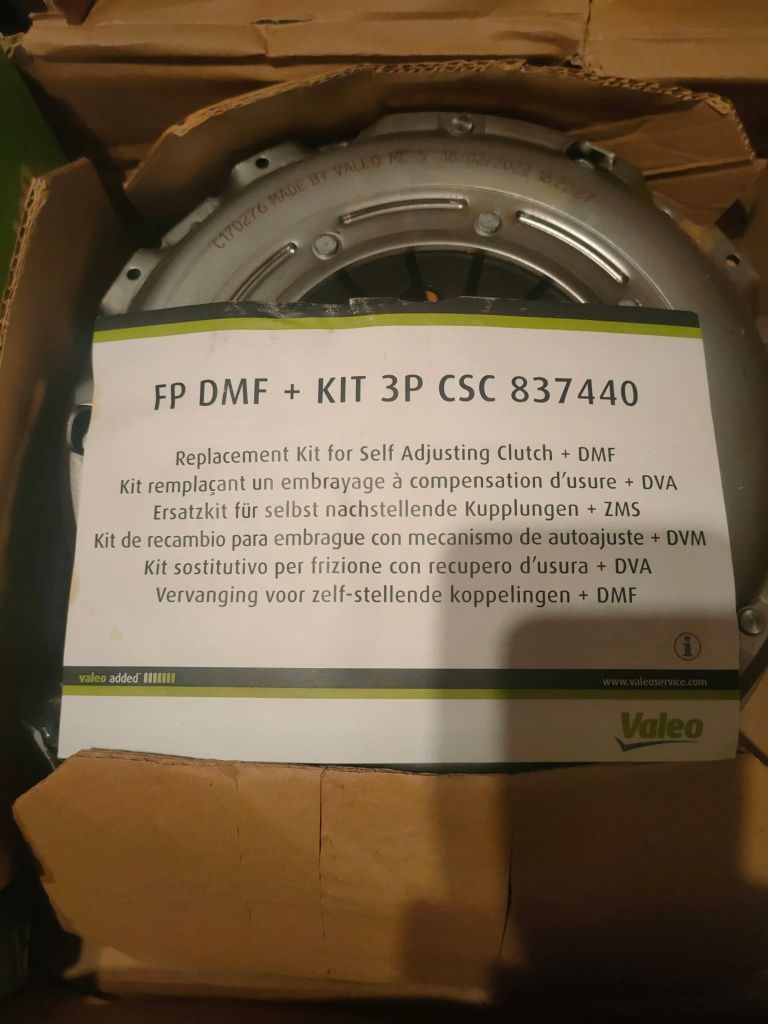 C170276 MADE BY VALEO MC-5 16/02/2022 18:22:27
FP DMF + KIT 3P CSC 837440
Replacement Kit for Self Adjusting Clutch + DMF
Kit remplaçant un embrayage à compensation d'usure + DVA
Ersatzkit für selbst nachstellende Kupplungen + ZMS
Kit de recambio para embrague con mecanismo de autoajuste + DVM
Kit sostitutivo per frizione con recupero d'usura + DVA
Vervanging voor zelf-stellende koppelingen + DMF
i
valeo added
www.valeoservice.com
Valeo